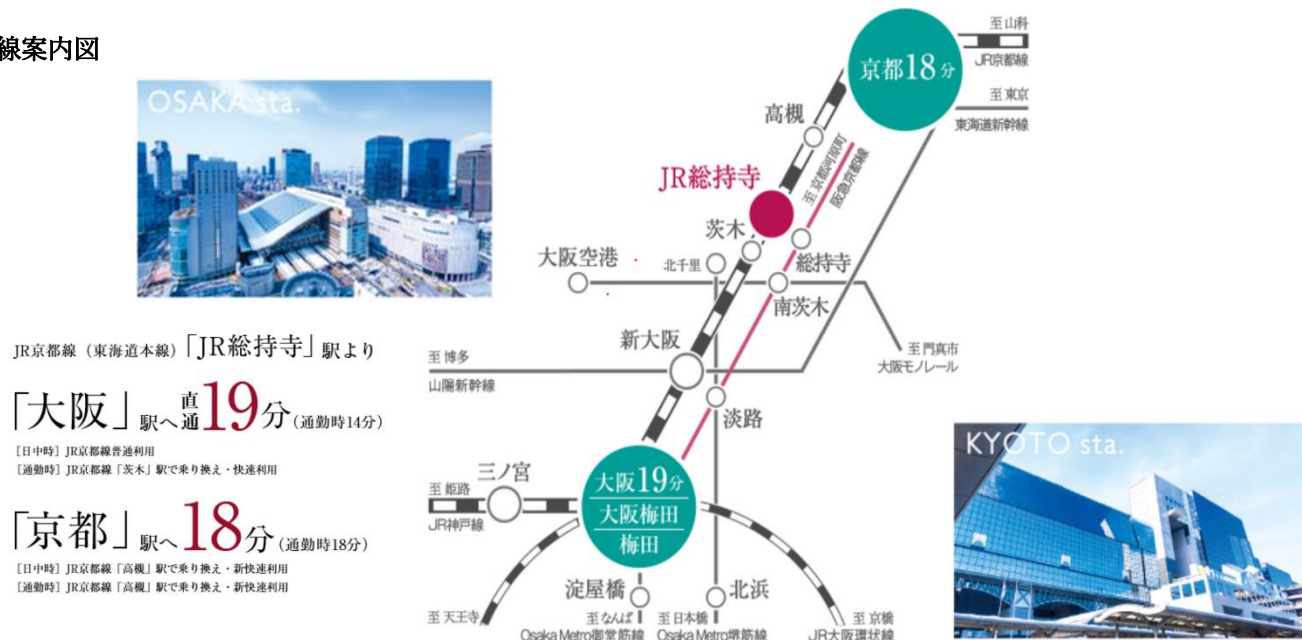 線案内図
OSAKA sta.
JR京都線（東海道本線）「JR総持寺」駅より
「大阪」駅へ直通19分(通勤時14分)
［日中時］JR京都線普通利用
［通勤時］JR京都線「茨木」駅で乗り換え・快速利用
「京都」駅へ18分(通勤時18分)
［日中時］JR京都線「高槻」駅で乗り換え・新快速利用
［通勤時］JR京都線「高槻」駅で乗り換え・新快速利用
京都18分
至 山科
JR京都線
至 東京
東海道新幹線
高槻
至 京都河原町
阪急京都線
JR総持寺
茨木
総持寺
大阪空港
北千里
南茨木
新大阪
至 門真市
大阪モノレール
至 博多
山陽新幹線
淡路
大阪19分
大阪梅田
梅田
三ノ宮
至 姫路
JR神戸線
淀屋橋
北浜
至 天王寺
至 なんば
Osaka Metro御堂筋線
至 日本橋
Osaka Metro堺筋線
至 京橋
JR大阪環状線
KYOTO sta.